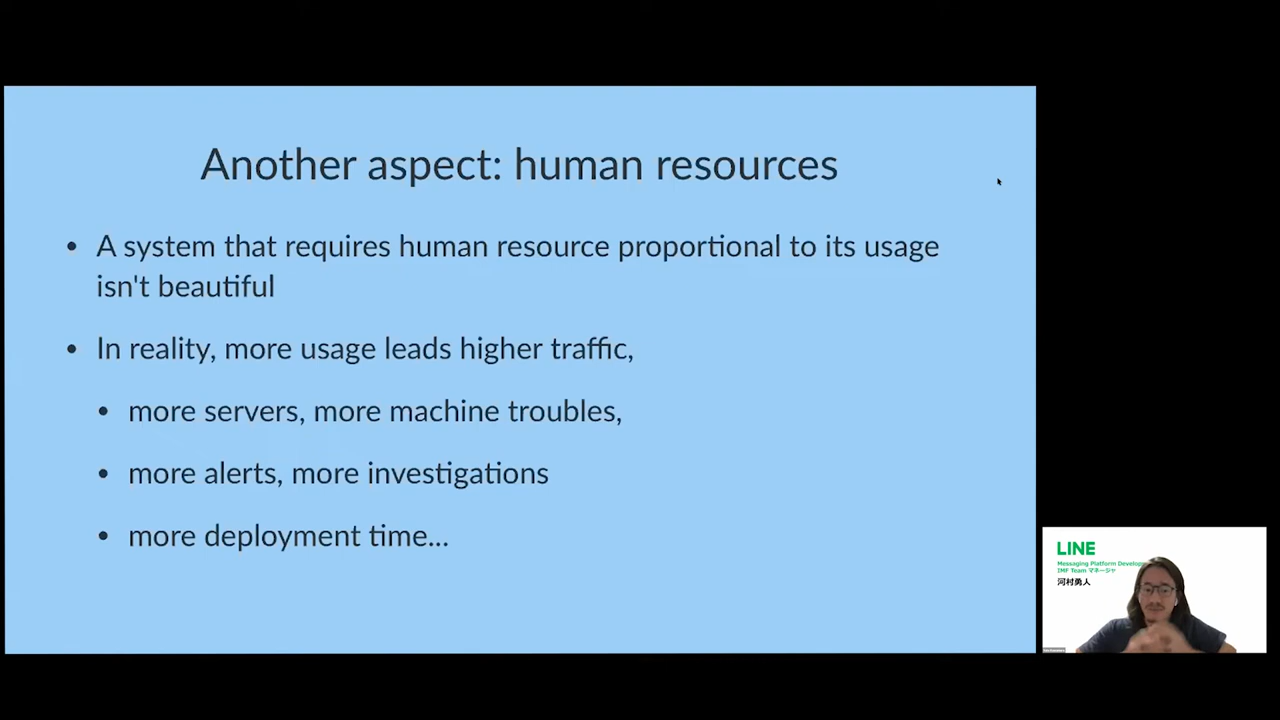 Another aspect: human resources
• A system that requires human resource proportional to its usage
isn't beautiful
• In reality, more usage leads higher traffic,
• more servers, more machine troubles,
• more alerts, more investigations
• more deployment time...
LINE
Messaging Platform Develop
IMF Team マネージャ
河村勇人